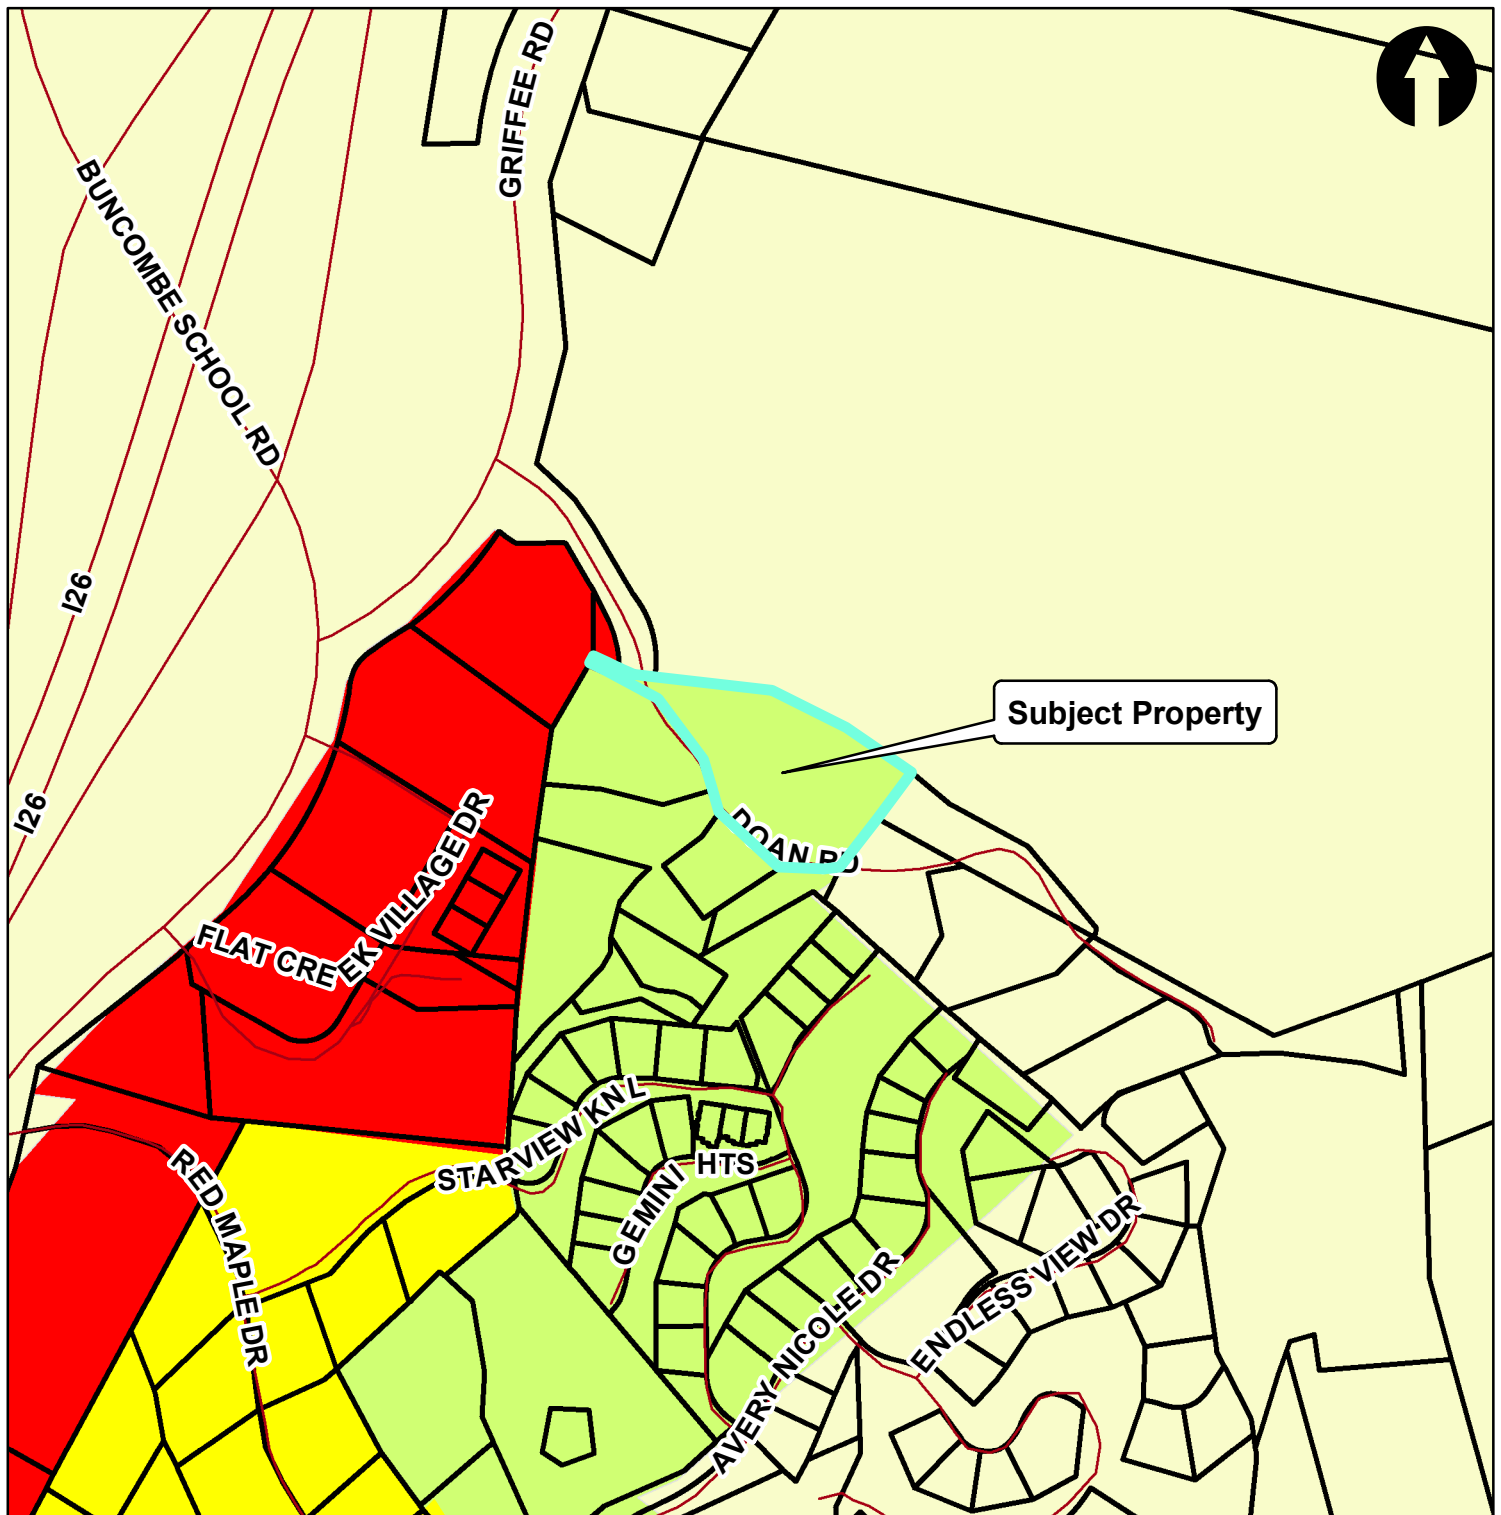 GRIFFEE RD
BUNCOMBE SCHOOL RD
I26
Subject Property
I26
DOAN RD
FLAT CREEK VILLAGE DR
STARVIEW KNL
HTS
GEMINI
RED MAPLE DR
ENDLESS VIEW DR
AVERY NICOLE DR